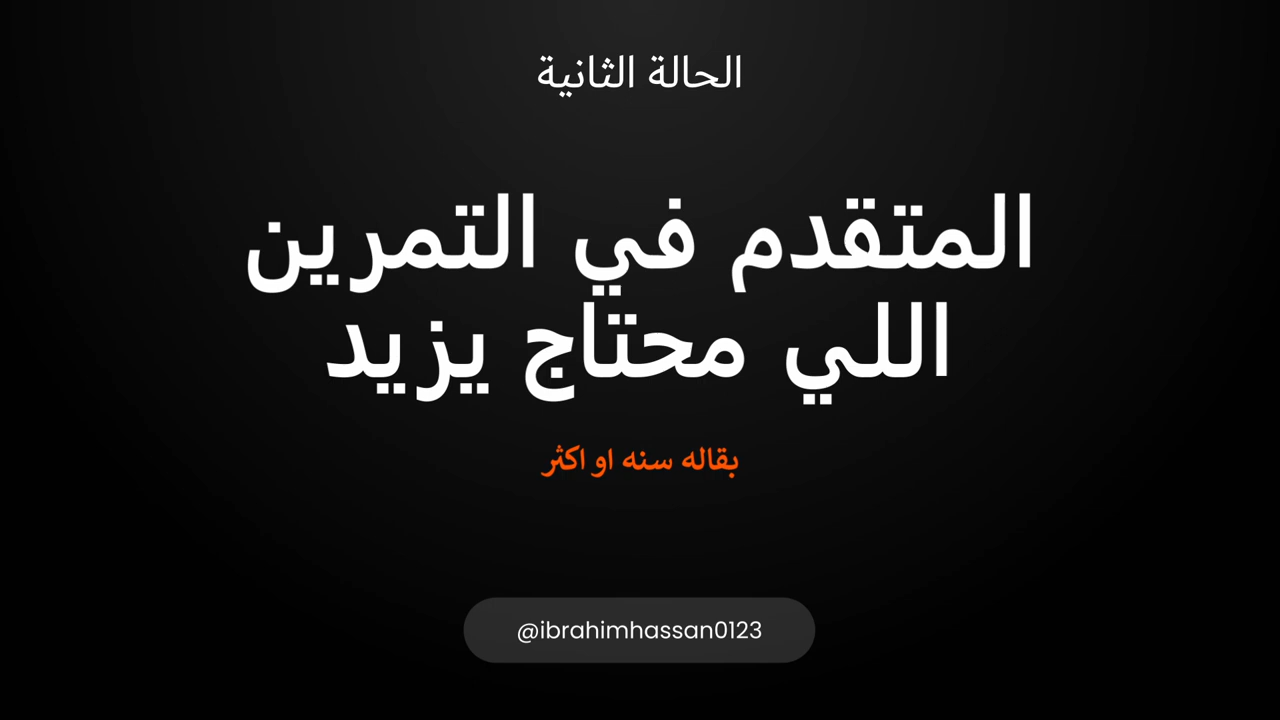 الحالة الثانية
المتقدم في التمرين
اللي محتاج يزيد
بقاله سنه او اكثر
@ibrahimhassan0123